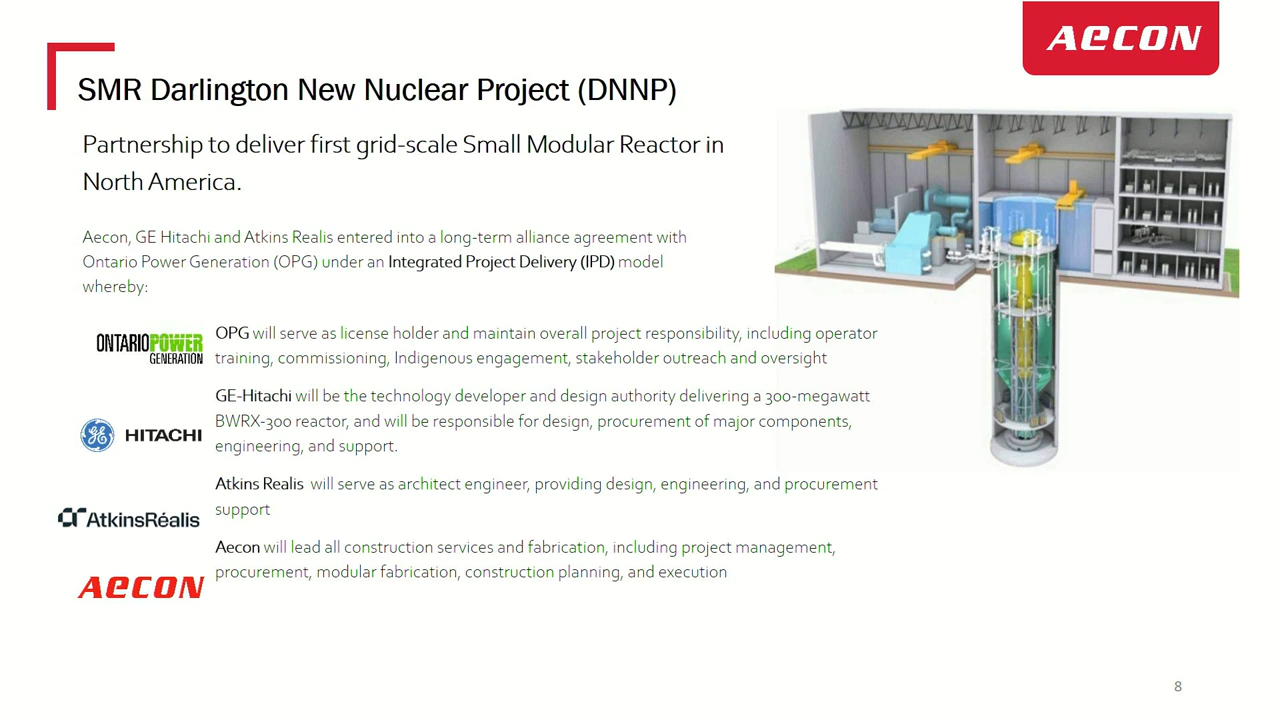 AECON
SMR Darlington New Nuclear Project (DNNP)
Partnership to deliver first grid-scale Small Modular Reactor in
North America.
Aecon, GE Hitachi and Atkins Realis entered into a long-term alliance agreement with
Ontario Power Generation (OPG) under an Integrated Project Delivery (IPD) model
whereby:
ONTARIOPOWER
GENERATION
OPG will serve as license holder and maintain overall project responsibility, including operator
training, commissioning, Indigenous engagement, stakeholder outreach and oversight
GE HITACHI
GE-Hitachi will be the technology developer and design authority delivering a 300-megawatt
BWRX-300 reactor, and will be responsible for design, procurement of major components,
engineering, and support.
AtkinsRéalis
Atkins Realis will serve as architect engineer, providing design, engineering, and procurement
support
AECON
Aecon will lead all construction services and fabrication, including project management,
procurement, modular fabrication, construction planning, and execution
8